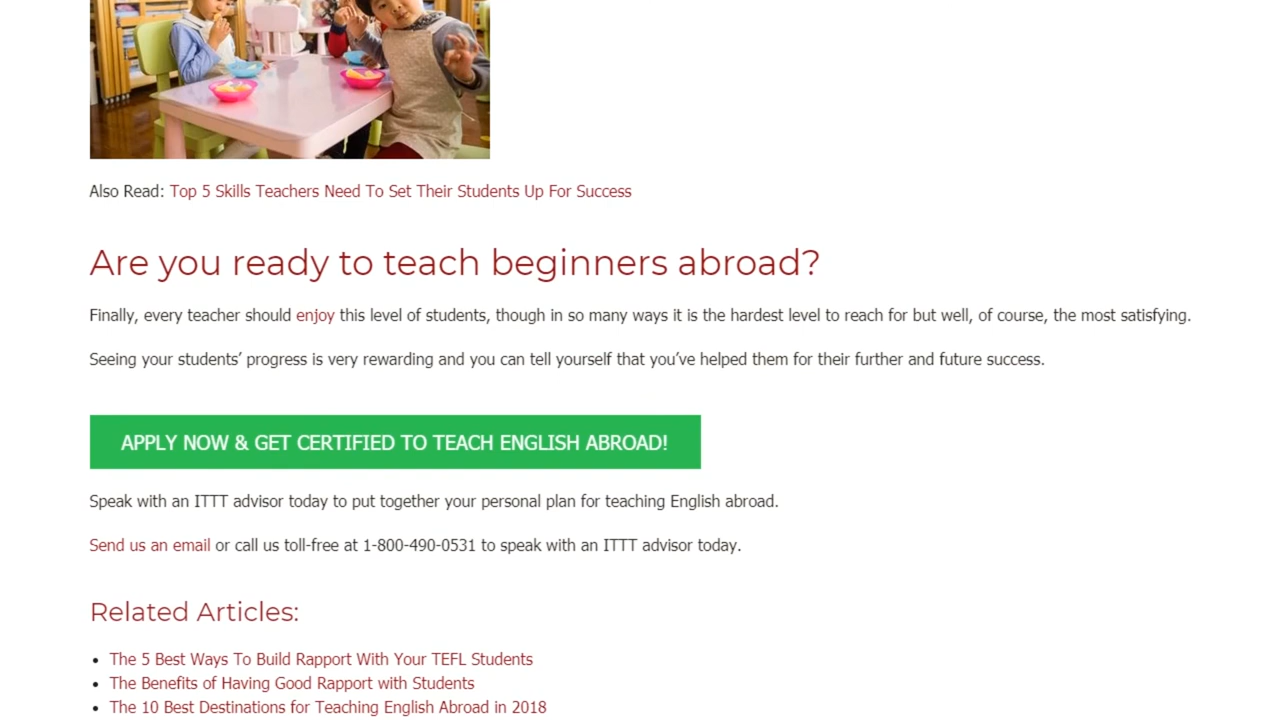 Also Read: Top 5 Skills Teachers Need To Set Their Students Up For Success
Are you ready to teach beginners abroad?
Finally, every teacher should enjoy this level of students, though in so many ways it is the hardest level to reach for but well, of course, the most satisfying.
Seeing your students’ progress is very rewarding and you can tell yourself that you’ve helped them for their further and future success.
APPLY NOW & GET CERTIFIED TO TEACH ENGLISH ABROAD!
Speak with an ITTT advisor today to put together your personal plan for teaching English abroad.
Send us an email or call us toll-free at 1-800-490-0531 to speak with an ITTT advisor today.
Related Articles:
• The 5 Best Ways To Build Rapport With Your TEFL Students
• The Benefits of Having Good Rapport with Students
• The 10 Best Destinations for Teaching English Abroad in 2018